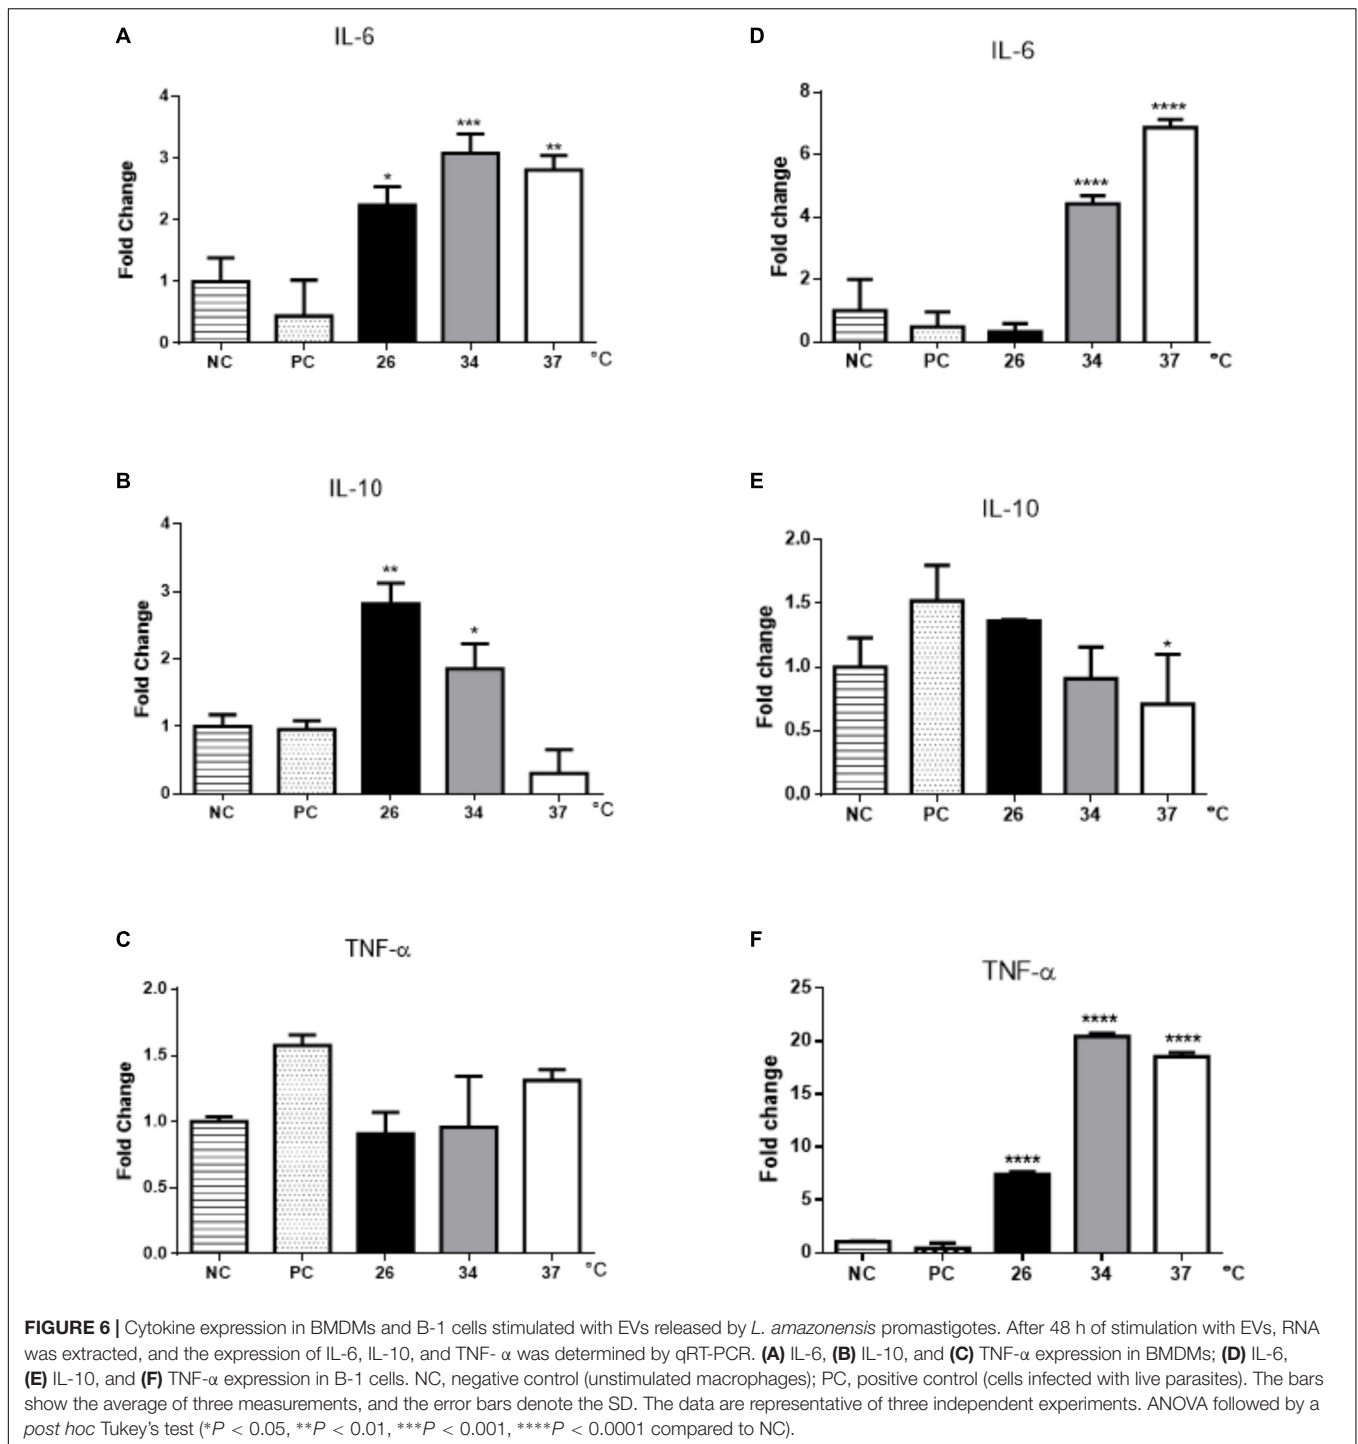 A
IL-6
Fold Change
4
3
2
1
0
*
***
**
NC PC 26 34 37 °C
D
IL-6
Fold change
8
6
4
2
0
****
****
NC PC 26 34 37 °C
B
IL-10
Fold Change
4
3
2
1
0
**
*
NC PC 26 34 37 °C
E
IL-10
Fold change
2.0
1.5
1.0
0.5
0.0
*
NC PC 26 34 37 °C
C
TNF-α
Fold Change
2.0
1.5
1.0
0.5
0.0
NC PC 26 34 37 °C
F
TNF-α
Fold change
25
20
15
10
5
0
****
****
****
NC PC 26 34 37 °C
FIGURE 6 | Cytokine expression in BMDMs and B-1 cells stimulated with EVs released by L. amazonensis promastigotes. After 48 h of stimulation with EVs, RNA
was extracted, and the expression of IL-6, IL-10, and TNF- α was determined by qRT-PCR. (A) IL-6, (B) IL-10, and (C) TNF-α expression in BMDMs; (D) IL-6,
(E) IL-10, and (F) TNF-α expression in B-1 cells. NC, negative control (unstimulated macrophages); PC, positive control (cells infected with live parasites). The bars
show the average of three measurements, and the error bars denote the SD. The data are representative of three independent experiments. ANOVA followed by a
post hoc Tukey's test (*P < 0.05, **P < 0.01, ***P < 0.001, ****P < 0.0001 compared to NC).